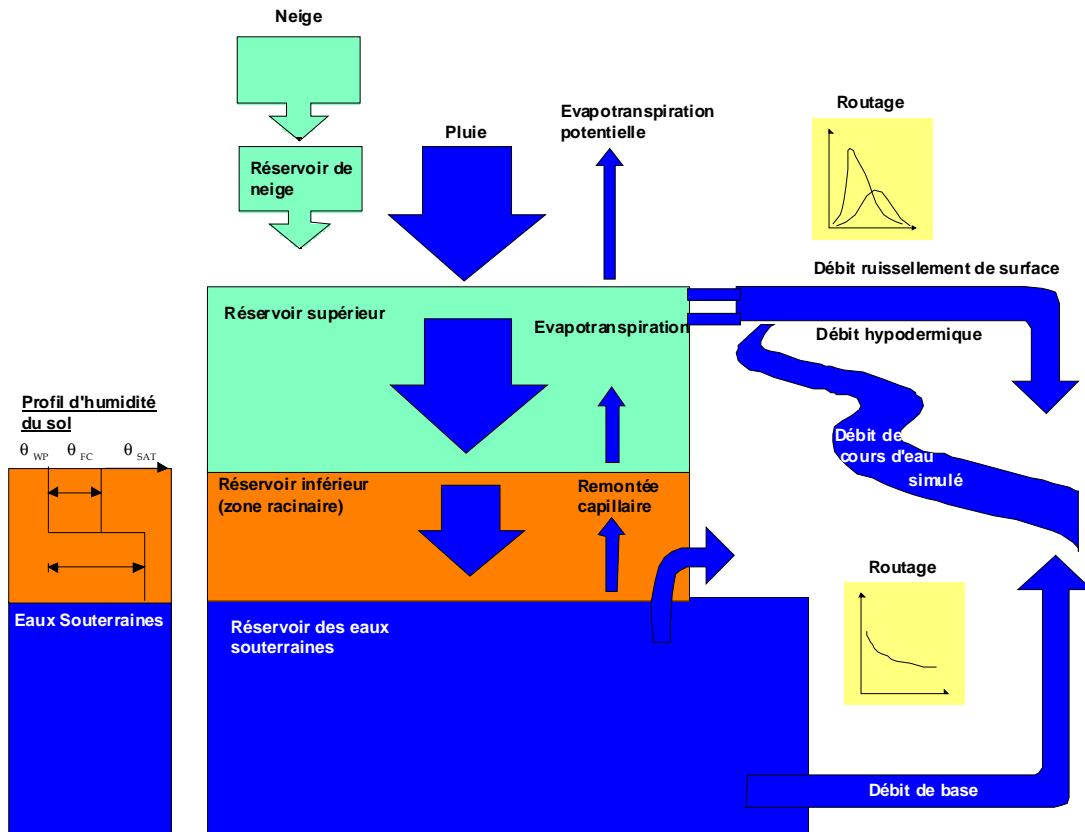 Neige
Réservoir de
neige
Pluie
Evapotranspiration
potentielle
Routage
Débit ruissellement de surface
Réservoir supérieur
Evapotranspiration
Débit hypodermique
Profil d'humidité
du sol
θ WP
θ FC
θ SAT
Débit de
cours d'eau
simulé
Réservoir inférieur
(zone racinaire)
Remontée
capillaire
Routage
Eaux Souterraines
Réservoir des eaux
souterraines
Débit de base